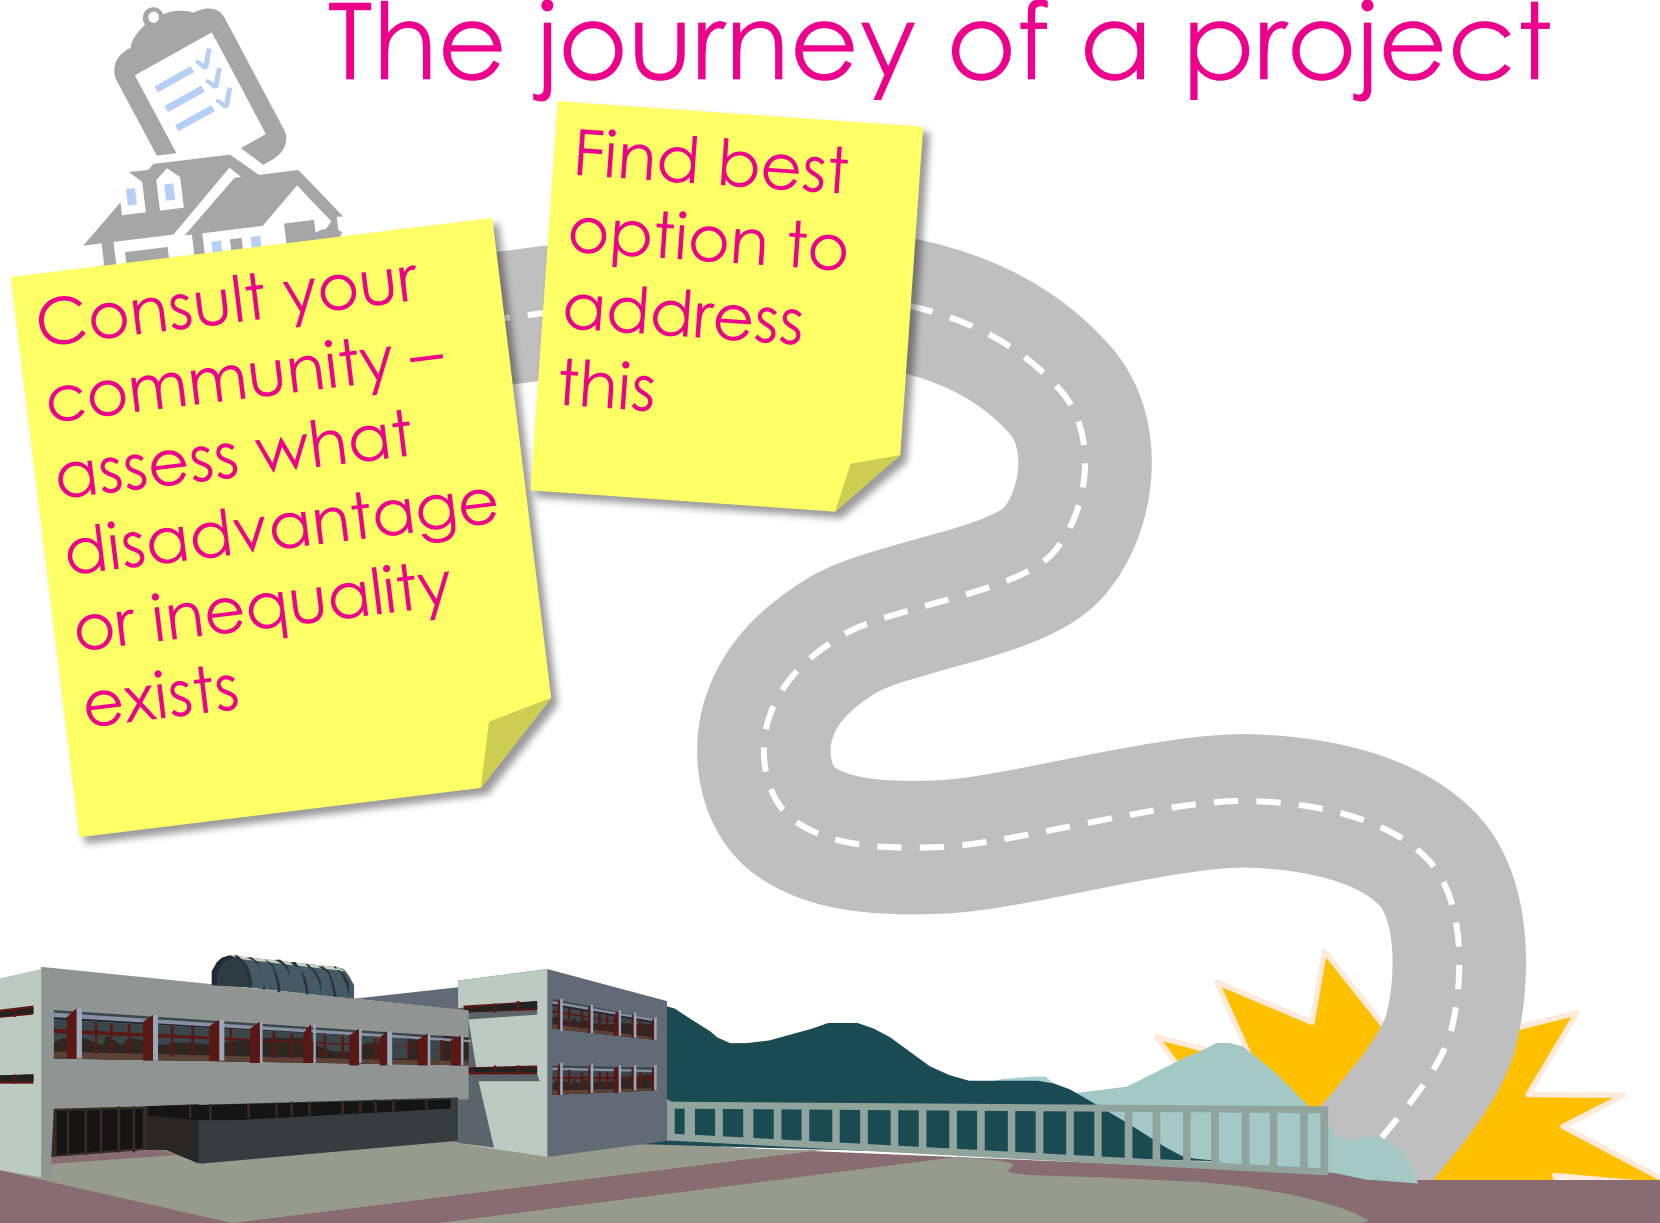 The journey of a project
Consult your
community –
assess what
disadvantage
or inequality
exists
Find best
option to
address
this